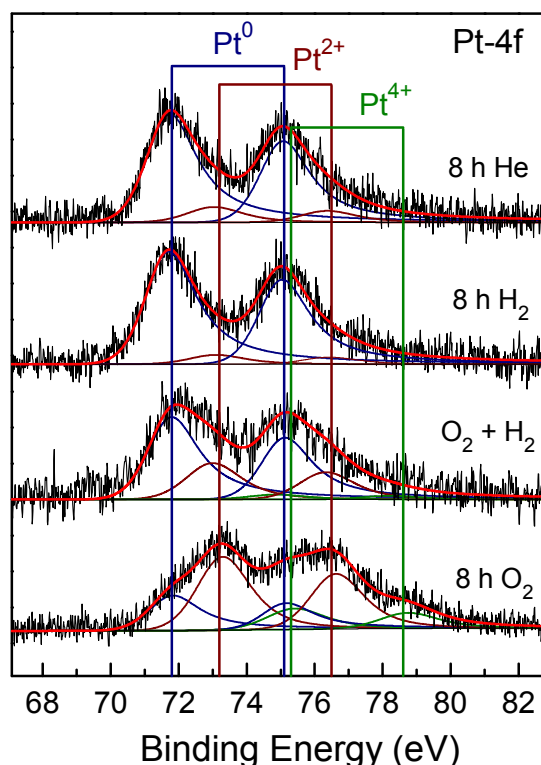 Pt⁰
Pt²⁺
Pt-4f
Pt⁴⁺
8 h He
8 h H₂
O₂ + H₂
8 h O₂
68 70 72 74 76 78 80 82
Binding Energy (eV)